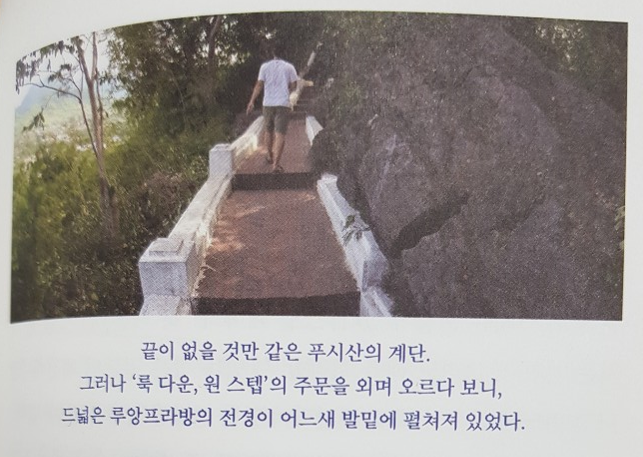 끝이 없을 것만 같은 푸시산의 계단.
그러나 ‘룩 다운, 원 스텝’의 주문을 외며 오르다 보니,
드넓은 루앙프라방의 전경이 어느새 발밑에 펼쳐져 있었다.